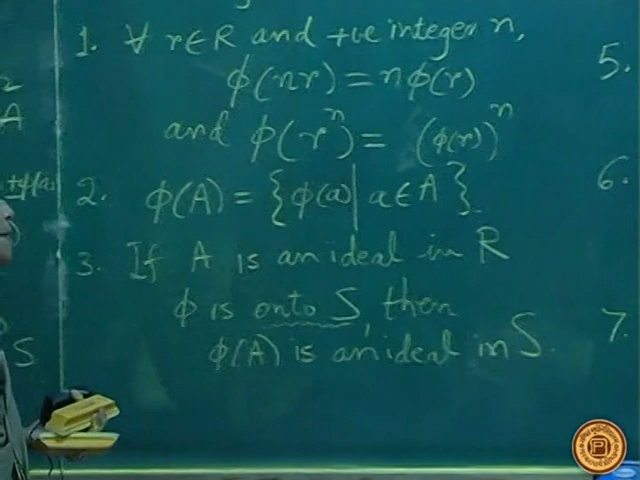 1. ∀ r∈R and +ve integer n,
ϕ(nr) = nϕ(r)
and ϕ(rⁿ) = (ϕ(r))ⁿ
2. ϕ(A) = {ϕ(a) | a∈A}.
3. If A is an ideal in R
ϕ is onto S, then
ϕ(A) is an ideal in S.
5.
6.
7.
A
S